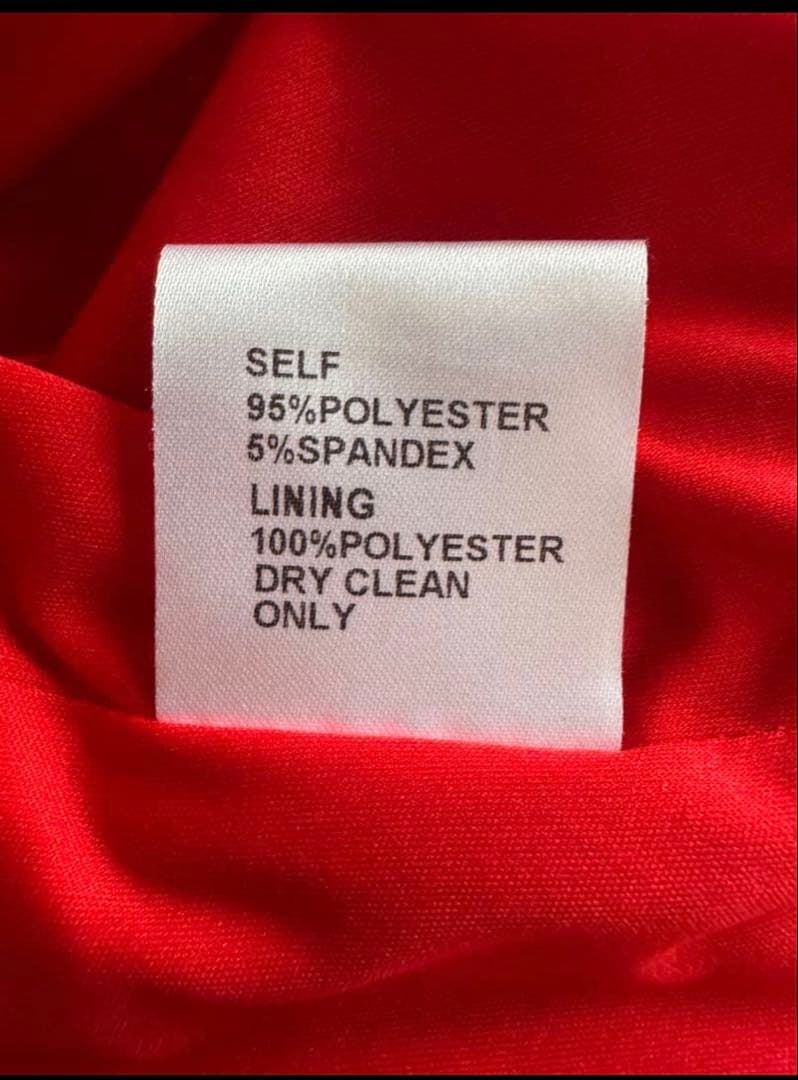 SELF
95%POLYESTER
5%SPANDEX
LINING
100%POLYESTER
DRY CLEAN
ONLY